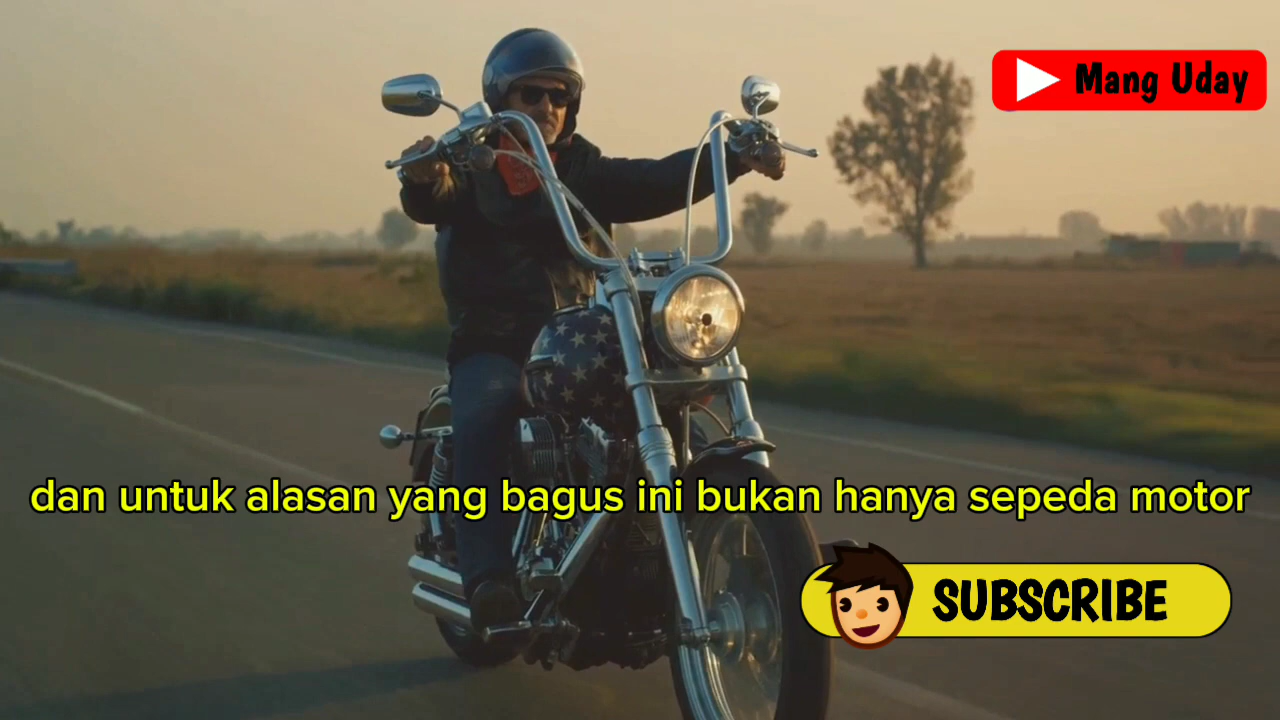 Mang Uday
dan untuk alasan yang bagus ini bukan hanya sepeda motor
SUBSCRIBE